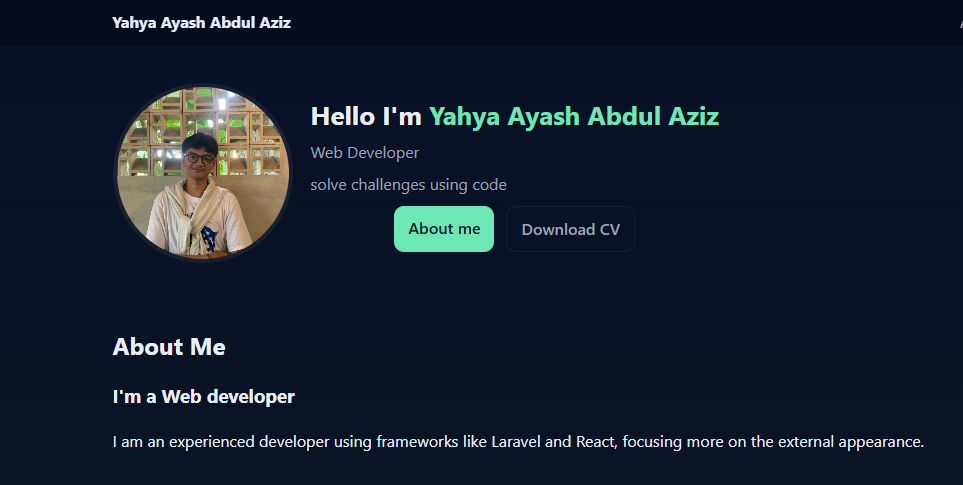 Yahya Ayash Abdul Aziz
Hello I'm Yahya Ayash Abdul Aziz
Web Developer
solve challenges using code
About me
Download CV
About Me
I'm a Web developer
I am an experienced developer using frameworks like Laravel and React, focusing more on the external appearance.